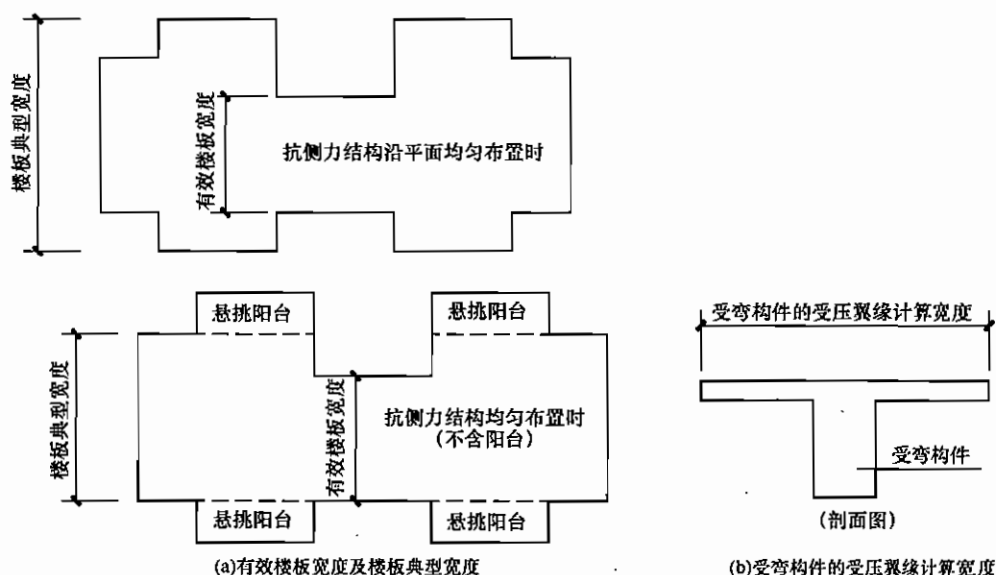 楼板典型宽度
有效楼板宽度
抗侧力结构沿平面均匀布置时
悬挑阳台
悬挑阳台
楼板典型宽度
有效楼板宽度
抗侧力结构均匀布置时
(不含阳台)
悬挑阳台
悬挑阳台
(a)有效楼板宽度及楼板典型宽度
受弯构件的受压翼缘计算宽度
受弯构件
(剖面图)
(b)受弯构件的受压翼缘计算宽度